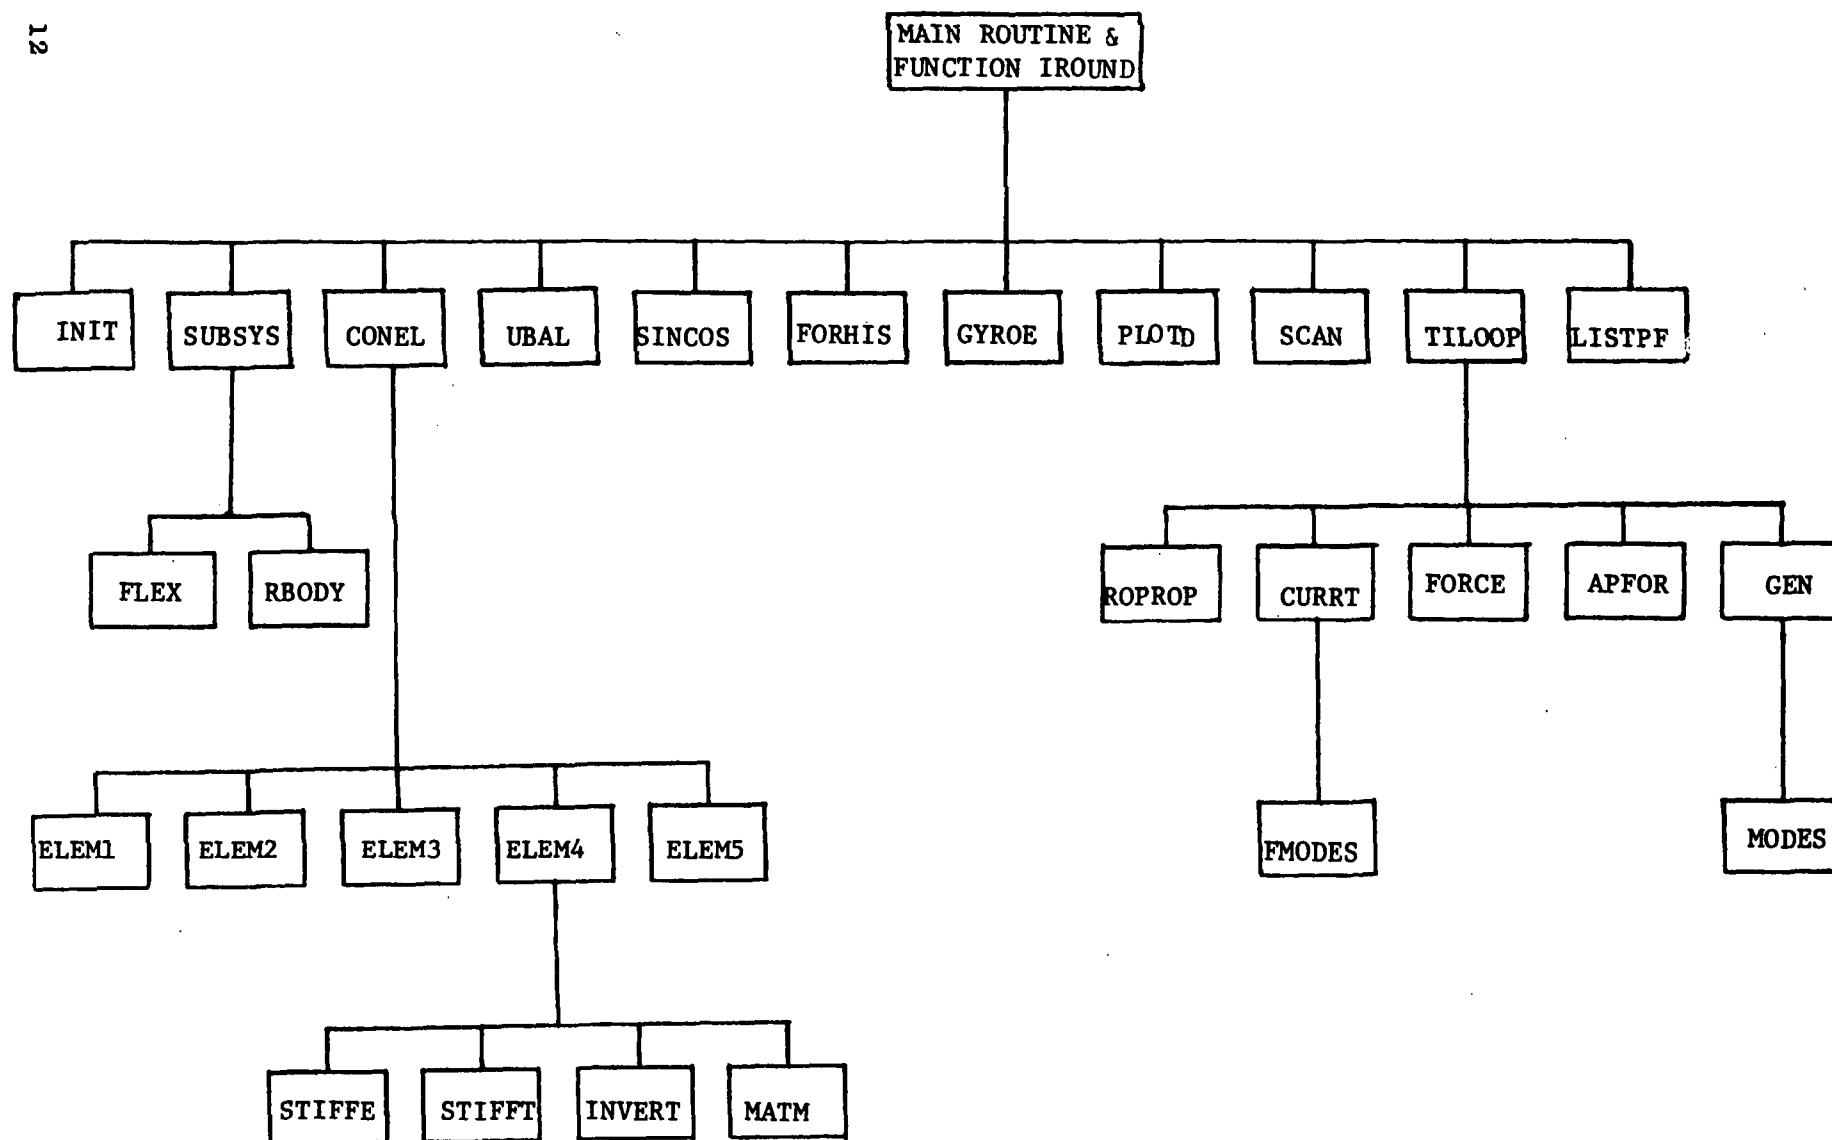 12
MAIN ROUTINE &
FUNCTION IROUND
INIT
SUBSYS
CONEL
UBAL
SINCOS
FORHIS
GYROE
PLOTD
SCAN
TILOOP
LISTPF
FLEX
RBODY
ROPROP
CURRT
FORCE
APFOR
GEN
ELEM1
ELEM2
ELEM3
ELEM4
ELEM5
FMODES
MODES
STIFFE
STIFFT
INVERT
MATM